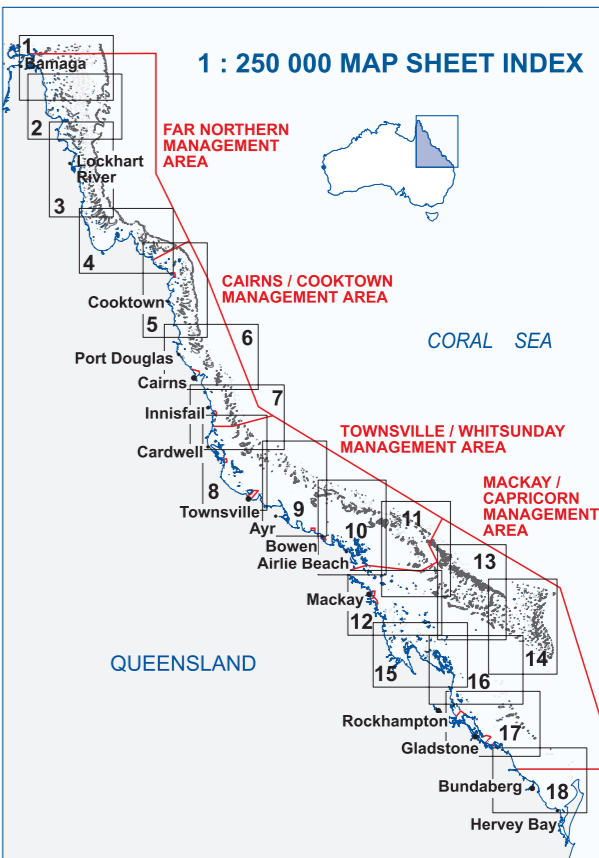 1 : 250 000 MAP SHEET INDEX
1
Bamaga
2
FAR NORTHERN
MANAGEMENT
AREA
Lockhart
River
3
4
CAIRNS / COOKTOWN
MANAGEMENT AREA
Cooktown
5
6
CORAL SEA
Port Douglas
Cairns
7
Innisfail
TOWNSVILLE / WHITSUNDAY
MANAGEMENT AREA
Cardwell
MACKAY /
CAPRICORN
MANAGEMENT
AREA
8
Townsville
9
Ayr
10
11
Bowen
Airlie Beach
13
Mackay
12
14
QUEENSLAND
15
16
Rockhampton
17
Gladstone
Bundaberg
18
Hervey Bay